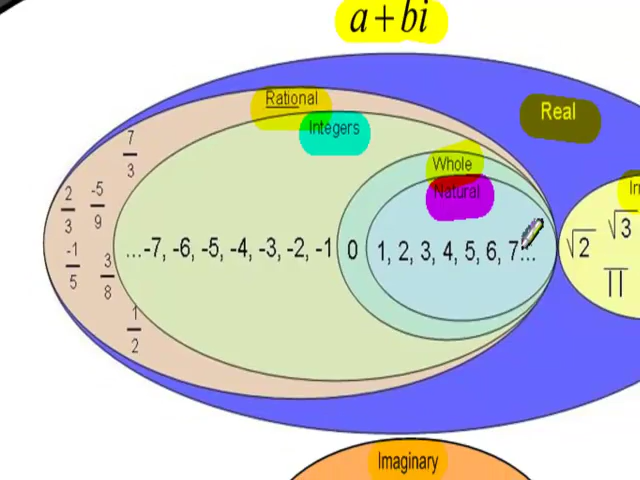 a + bi
Rational
Real
Integers
Whole
Natural
7/3
2/3
-5/9
-1/5
3/8
1/2
...-7, -6, -5, -4, -3, -2, -1
0
1, 2, 3, 4, 5, 6, 7...
√2
√3
Imaginary